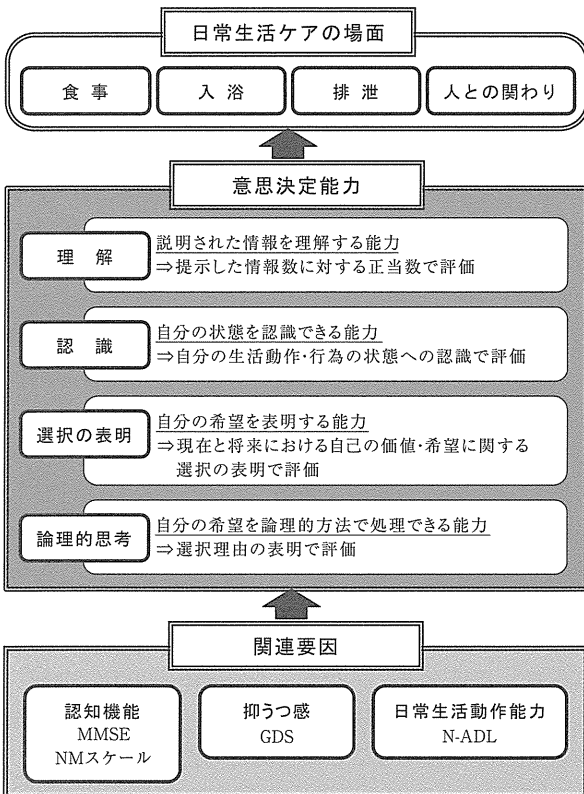 日常生活ケアの場面
食事 入浴 排泄 人との関わり
意思決定能力
理解
説明された情報を理解する能力
⇒提示した情報数に対する正当数で評価
認識
自分の状態を認識できる能力
⇒自分の生活動作・行為の状態への認識で評価
選択の表明
自分の希望を表明する能力
⇒現在と将来における自己の価値・希望に関する
選択の表明で評価
論理的思考
自分の希望を論理的方法で処理できる能力
⇒選択理由の表明で評価
関連要因
認知機能
MMSE
NMスケール
抑うつ感
GDS
日常生活動作能力
N-ADL